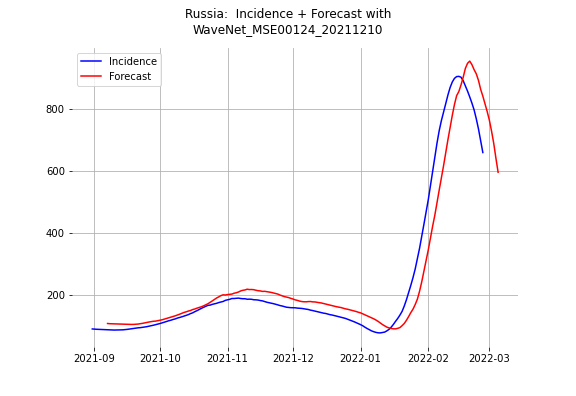 Russia:  Incidence + Forecast with
WaveNet_MSE00124_20211210
Incidence
Forecast
800
600
400
200
2021-09 2021-10 2021-11 2021-12 2022-01 2022-02 2022-03